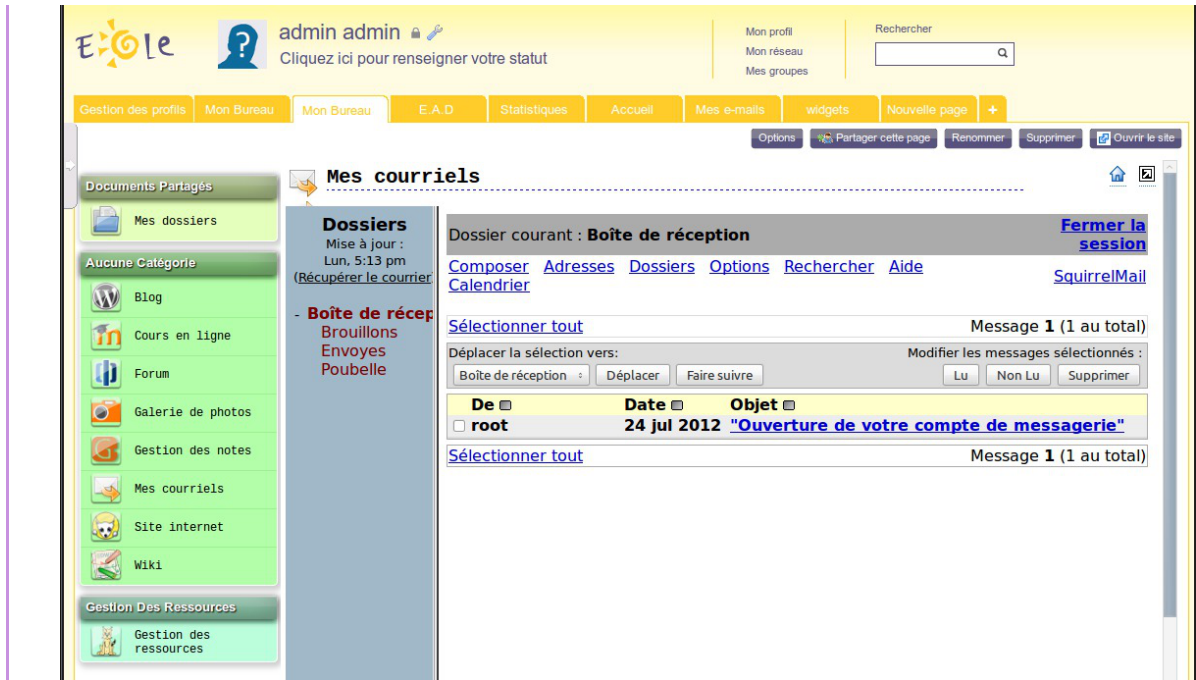 Eole
admin admin
Cliquez ici pour renseigner votre statut
Mon profil
Mon réseau
Mes groupes
Rechercher
Gestion des profils
Mon Bureau
Mon Bureau
E.A.D
Statistiques
Accueil
Mes e-mails
widgets
Nouvelle page
+
Options
Partager cette page
Renommer
Supprimer
Ouvrir le site
Documents Partagés
Mes dossiers
Aucune Catégorie
Blog
Cours en ligne
Forum
Galerie de photos
Gestion des notes
Mes courriels
Site internet
Wiki
Gestion Des Ressources
Gestion des
ressources
Mes courriels
Dossiers
Mise à jour :
Lun, 5:13 pm
(Récupérer le courrier
- Boîte de récep
Brouillons
Envoyes
Poubelle
Dossier courant : Boîte de réception
Fermer la
session
Composer Adresses Dossiers Options Rechercher Aide
Calendrier
SquirrelMail
Sélectionner tout
Message 1 (1 au total)
Déplacer la sélection vers:
Modifier les messages sélectionnés :
Boîte de réception
Déplacer
Faire suivre
Lu
Non Lu
Supprimer
De Date Objet
root 24 jul 2012 "Ouverture de votre compte de messagerie"
Sélectionner tout
Message 1 (1 au total)